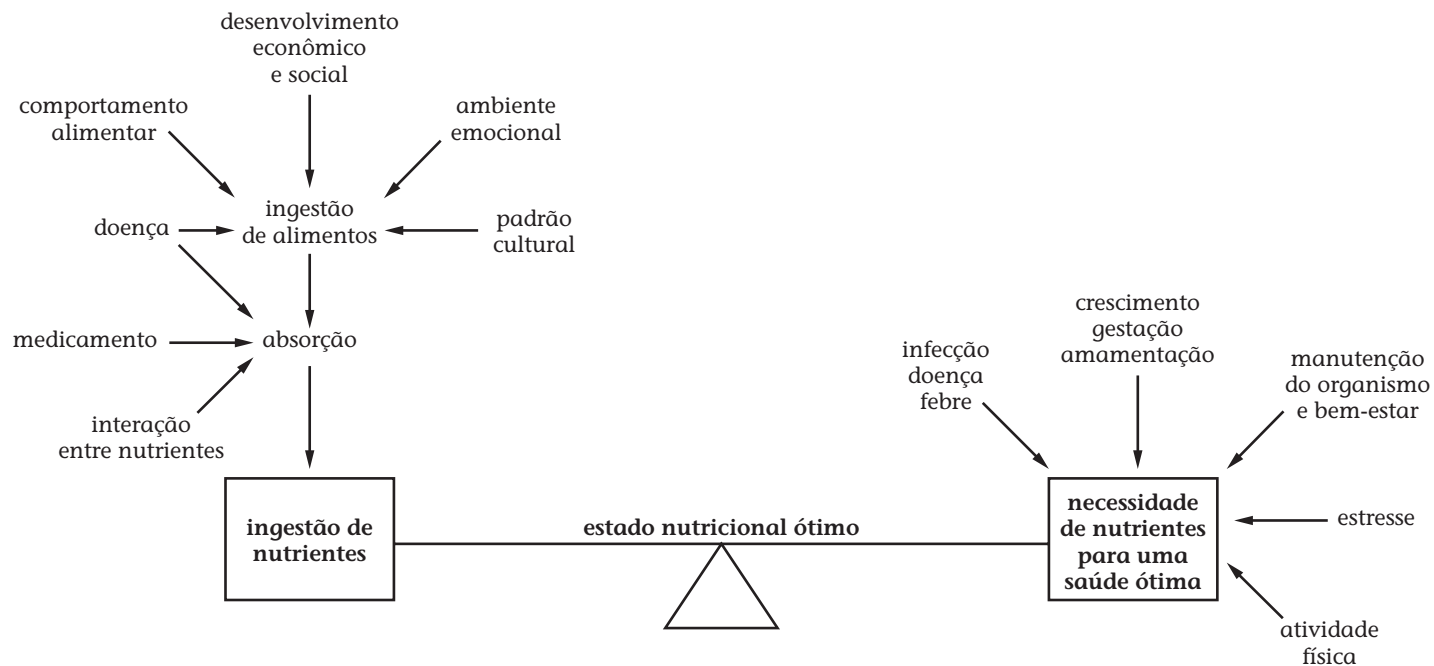 desenvolvimento
econômico
e social
comportamento
alimentar
ambiente
emocional
doença
ingestão
de alimentos
padrão
cultural
medicamento
absorção
interação
entre nutrientes
ingestão de
nutrientes
estado nutricional ótimo
infecção
doença
febre
crescimento
gestação
amamentação
manutenção
do organismo
e bem-estar
necessidade
de nutrientes
para uma
saúde ótima
estresse
atividade
física